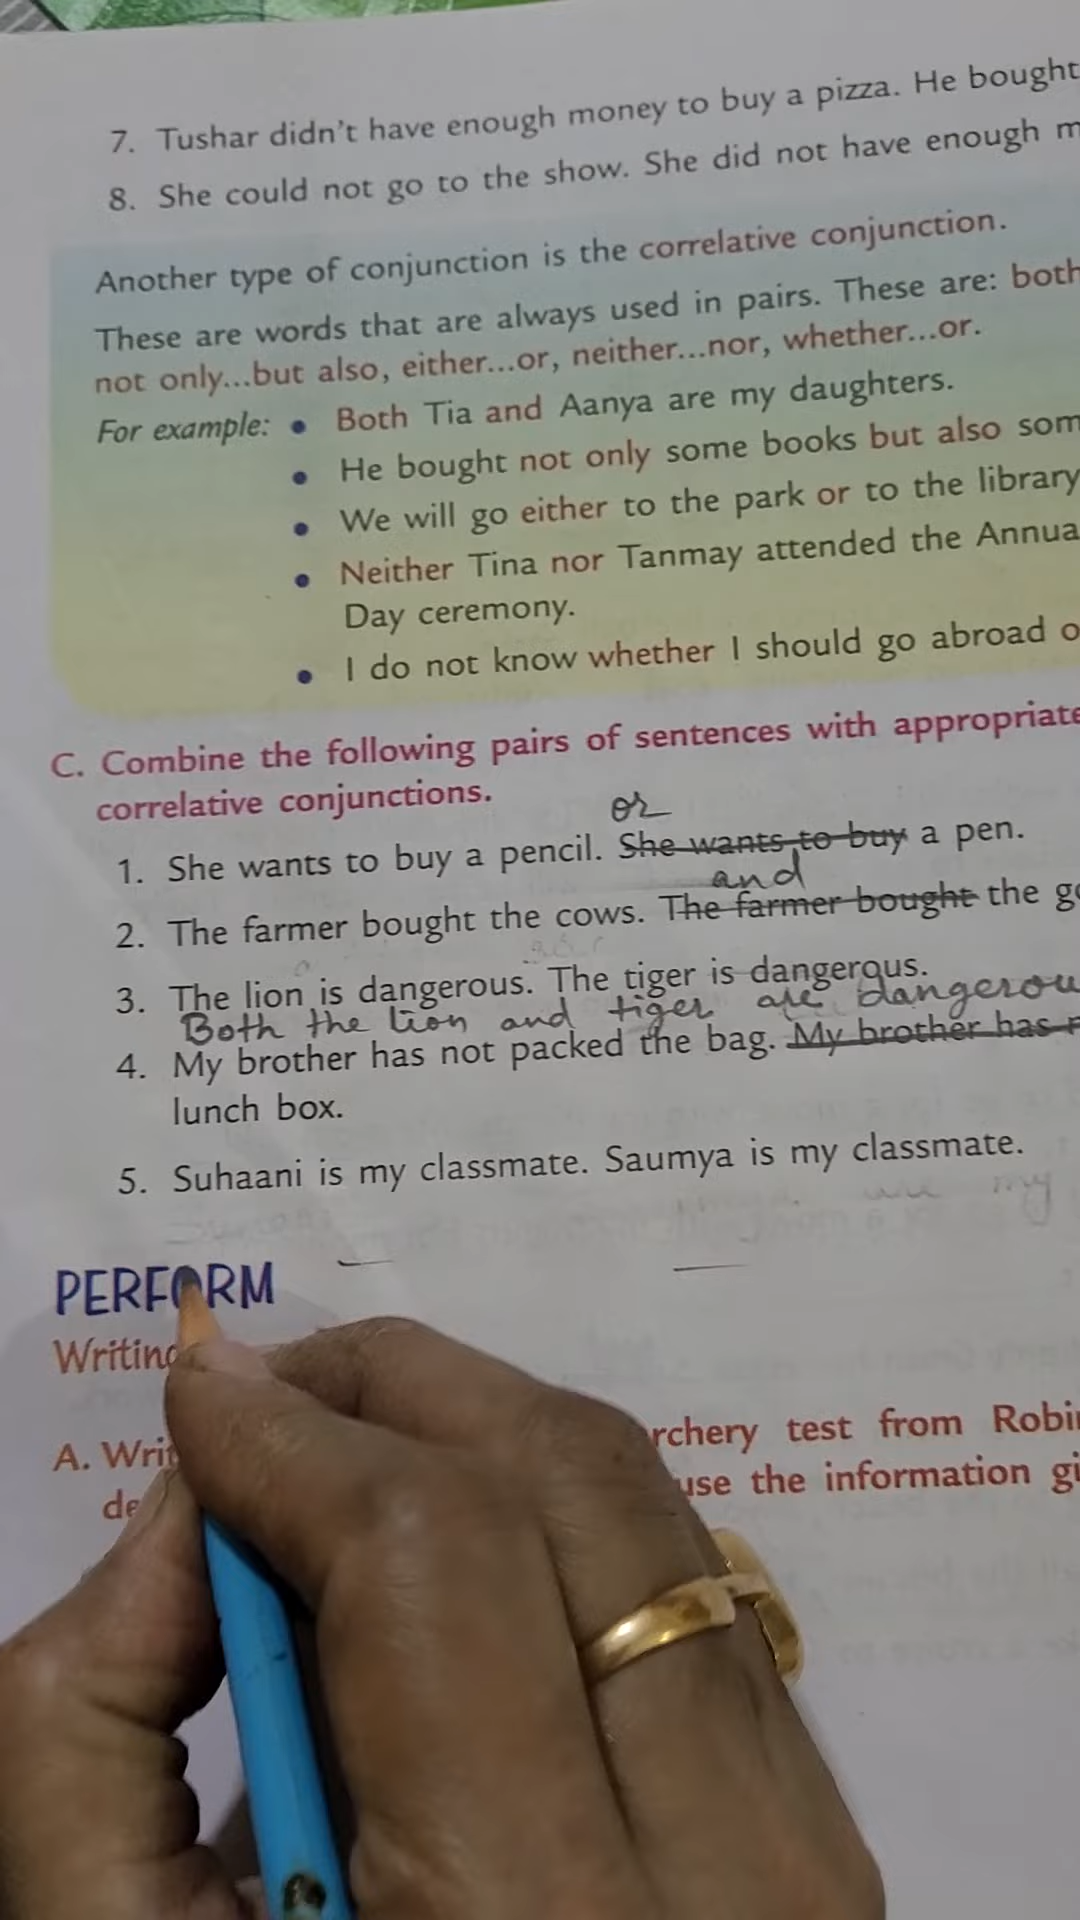 7. Tushar didn't have enough money to buy a pizza. He bought
8. She could not go to the show. She did not have enough m
Another type of conjunction is the correlative conjunction.
These are words that are always used in pairs. These are: both
not only...but also, either...or, neither...nor, whether...or.
For example: • Both Tia and Aanya are my daughters.
• He bought not only some books but also som
• We will go either to the park or to the library
• Neither Tina nor Tanmay attended the Annua
Day ceremony.
• I do not know whether I should go abroad o
C. Combine the following pairs of sentences with appropriate
correlative conjunctions.
or
1. She wants to buy a pencil. She wants to buy a pen.
and
2. The farmer bought the cows. The farmer bought the go
3. The lion is dangerous. The tiger is dangerous.
Both the lion and tiger are dangerou
4. My brother has not packed the bag. My brother has n
lunch box.
5. Suhaani is my classmate. Saumya is my classmate.
are my
PERFORM
Writing
A. Writ rchery test from Robin
de use the information gi